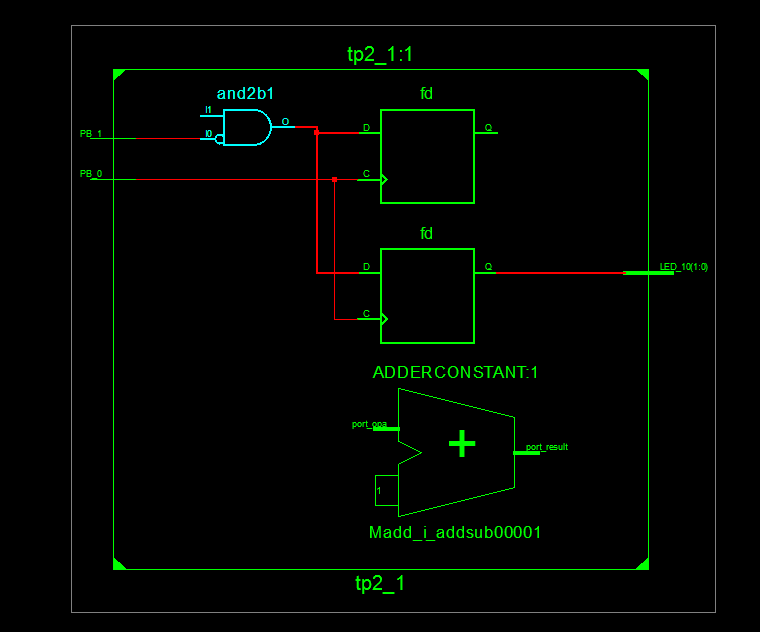 tp2_1:1
and2b1
fd
I1
O
D
Q
PB_1
I0
PB_0
C
fd
D
Q
LED_10(1:0)
C
ADDERCONSTANT:1
port_opa
port_result
1
Madd_i_addsub00001
tp2_1